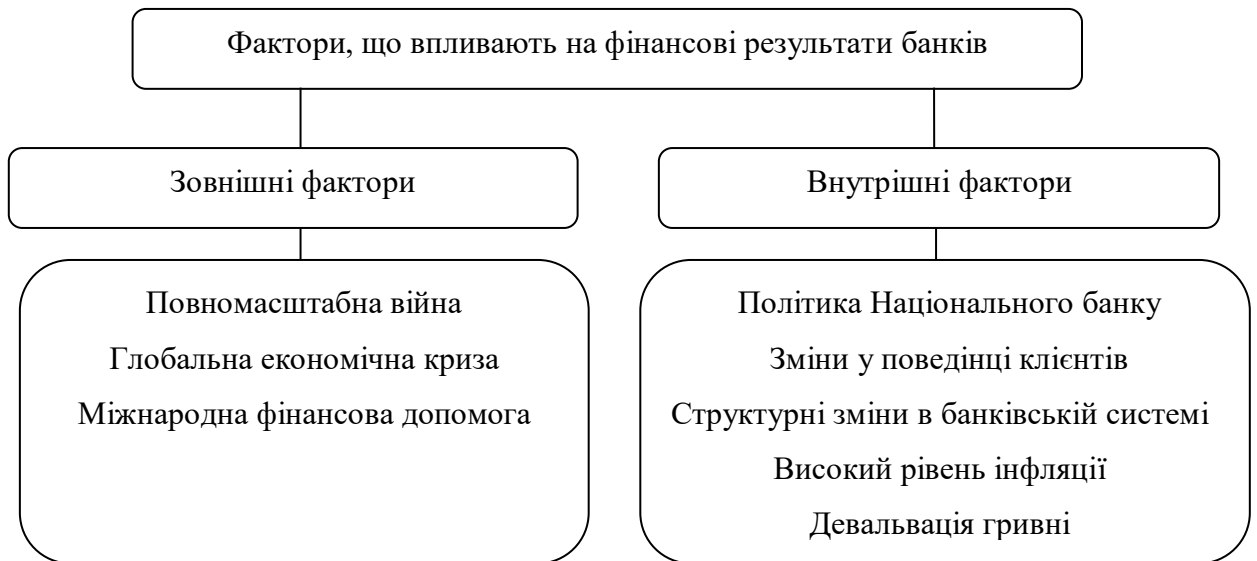 Фактори, що впливають на фінансові результати банків
Зовнішні фактори
Внутрішні фактори
Повномасштабна війна
Глобальна економічна криза
Міжнародна фінансова допомога
Політика Національного банку
Зміни у поведінці клієнтів
Структурні зміни в банківській системі
Високий рівень інфляції
Девальвація гривні